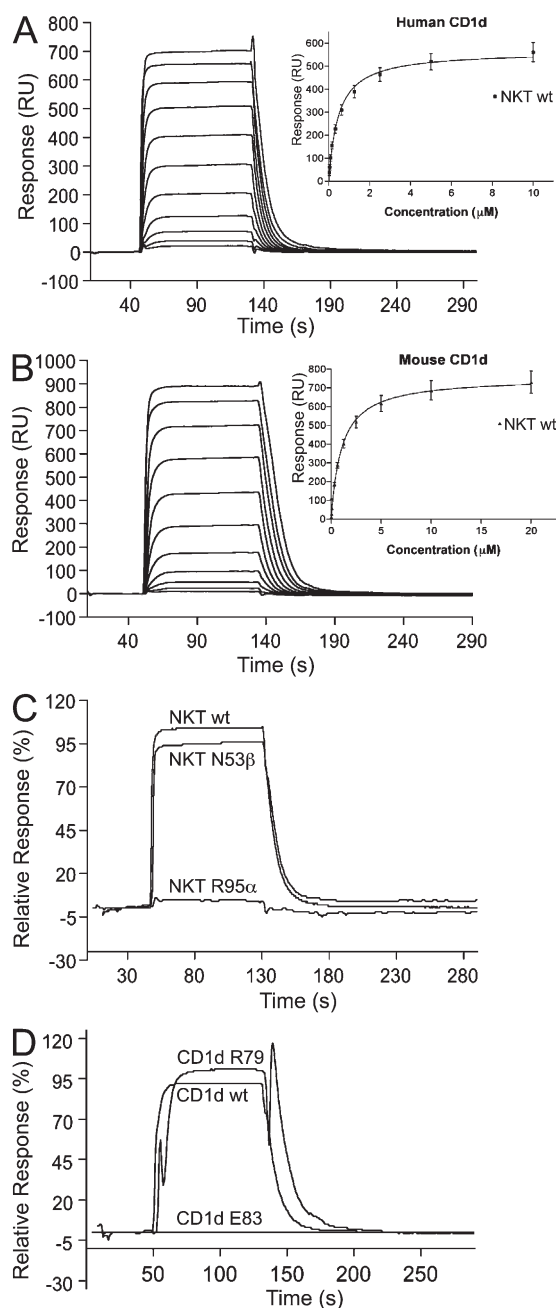 A
Response (RU)
800
700
600
500
400
300
200
100
0
-100
40 90 140 190 240 290
Time (s)
Human CD1d
Response (RU)
600
500
400
300
200
100
0
0 2 4 6 8 10
Concentration (µM)
NKT wt
B
Response (RU)
1000
900
800
700
600
500
400
300
200
100
0
-100
40 90 140 190 240 290
Time (s)
Mouse CD1d
Response (RU)
800
700
600
500
400
300
200
100
0
0 5 10 15 20
Concentration (µM)
NKT wt
C
Relative Response (%)
120
95
70
45
20
-5
-30
NKT wt
NKT N53β
NKT R95α
30 80 130 180 230 280
Time (s)
D
Relative Response (%)
120
95
70
45
20
-5
-30
CD1d R79
CD1d wt
CD1d E83
50 100 150 200 250
Time (s)